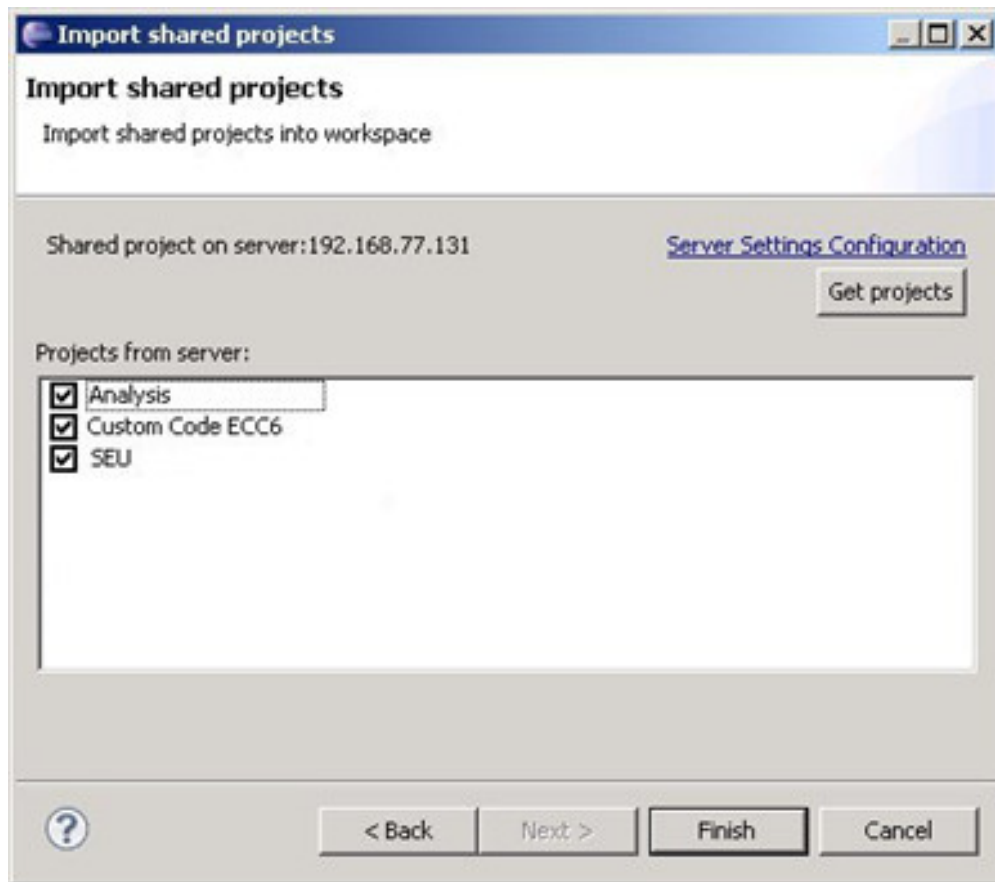 Import shared projects
Import shared projects
Import shared projects into workspace
Shared project on server:192.168.77.131
Server Settings Configuration
Get projects
Projects from server:
Analysis
Custom Code ECC6
SEU
?
< Back
Next >
Finish
Cancel